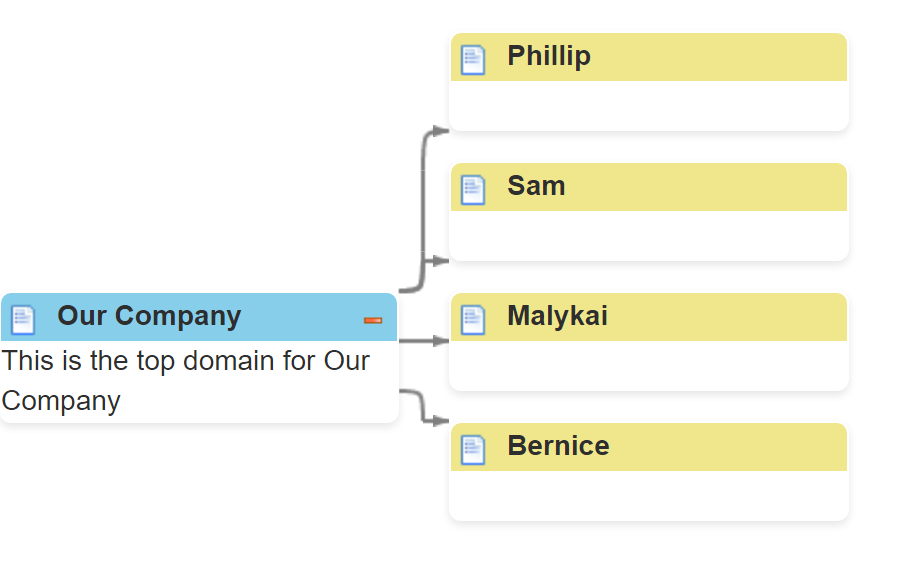 Phillip
Sam
Our Company
This is the top domain for Our
Company
Malykai
Bernice